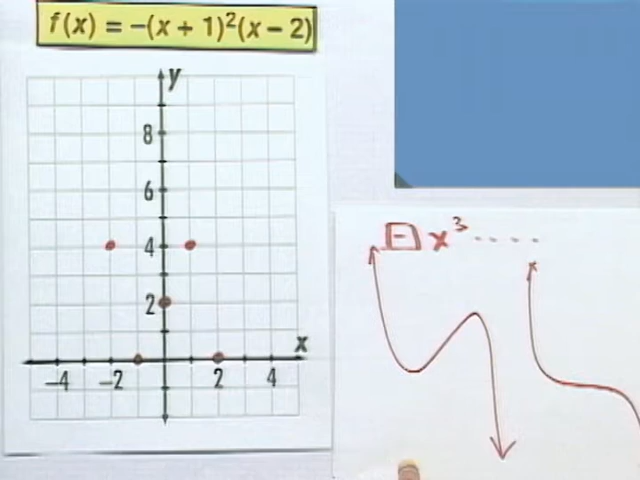 f(x) = -(x + 1)²(x - 2)
y
8
6
4
2
x
-4 -2 2 4
- x³ . . . .